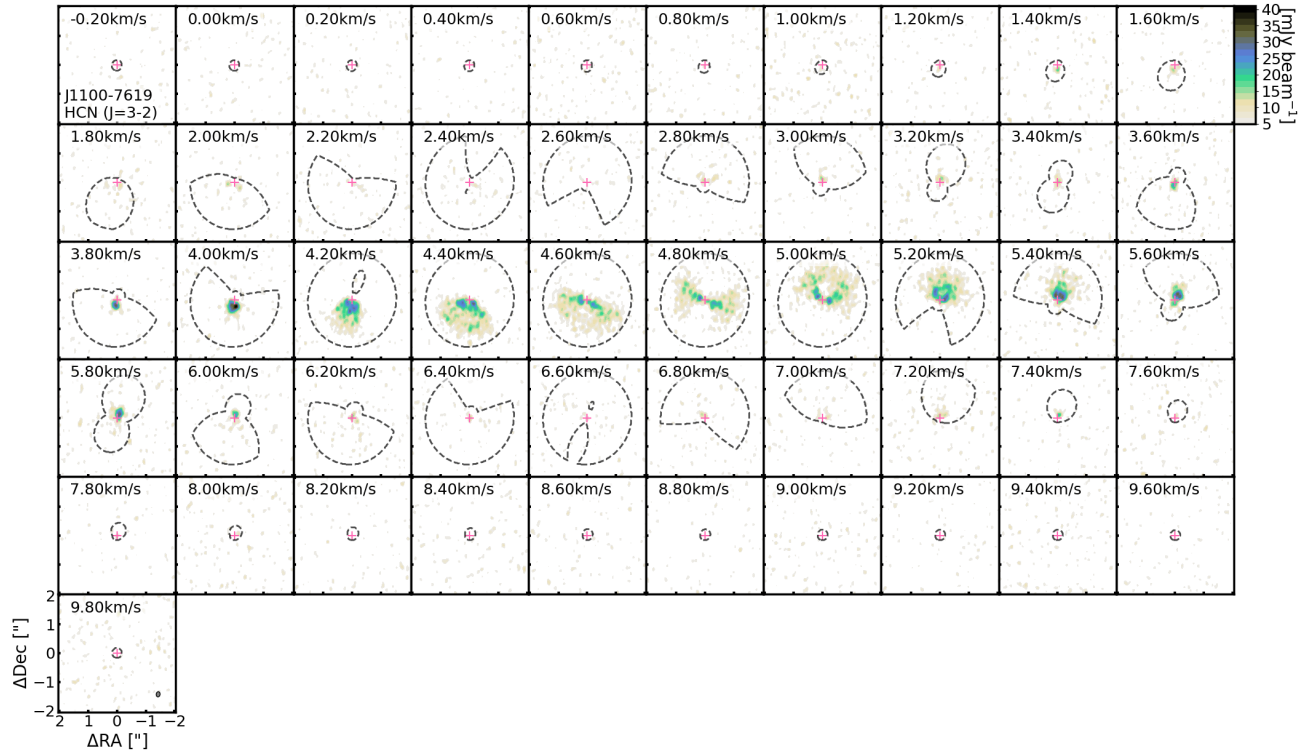 -0.20km/s 0.00km/s 0.20km/s 0.40km/s 0.60km/s 0.80km/s 1.00km/s 1.20km/s 1.40km/s 1.60km/s
J1100-7619
HCN (J=3-2)
40
35
30
25
20
15
10
5
[mJy beam⁻¹]
1.80km/s 2.00km/s 2.20km/s 2.40km/s 2.60km/s 2.80km/s 3.00km/s 3.20km/s 3.40km/s 3.60km/s
3.80km/s 4.00km/s 4.20km/s 4.40km/s 4.60km/s 4.80km/s 5.00km/s 5.20km/s 5.40km/s 5.60km/s
5.80km/s 6.00km/s 6.20km/s 6.40km/s 6.60km/s 6.80km/s 7.00km/s 7.20km/s 7.40km/s 7.60km/s
7.80km/s 8.00km/s 8.20km/s 8.40km/s 8.60km/s 8.80km/s 9.00km/s 9.20km/s 9.40km/s 9.60km/s
9.80km/s
2
1
0
−1
−2
ΔDec ["]
2 1 0 −1 −2
ΔRA ["]